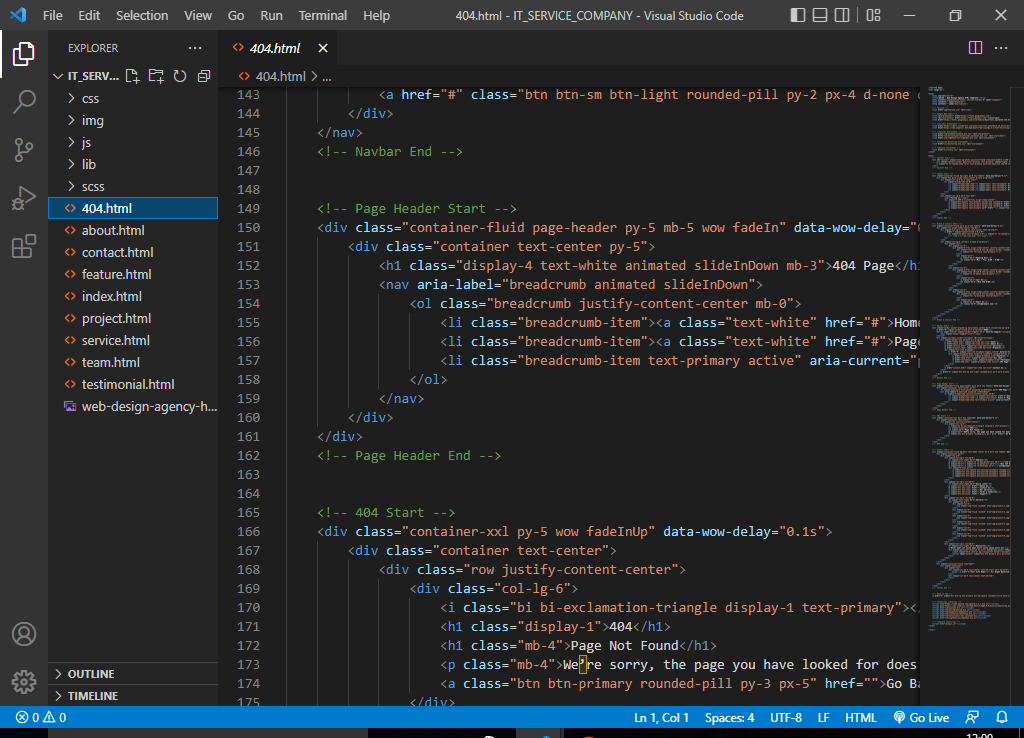 File Edit Selection View Go Run Terminal Help 404.html - IT_SERVICE_COMPANY - Visual Studio Code
EXPLORER
IT_SERV...
css
img
js
lib
scss
404.html
about.html
contact.html
feature.html
index.html
project.html
service.html
team.html
testimonial.html
web-design-agency-h...
OUTLINE
TIMELINE
404.html
404.html > ...
143 <a href="#" class="btn btn-sm btn-light rounded-pill py-2 px-4 d-none
144 </div>
145 </nav>
146 <!-- Navbar End -->
147
148
149 <!-- Page Header Start -->
150 <div class="container-fluid page-header py-5 mb-5 wow fadeIn" data-wow-delay="
151 <div class="container text-center py-5">
152 <h1 class="display-4 text-white animated slideInDown mb-3">404 Page</h1
153 <nav aria-label="breadcrumb animated slideInDown">
154 <ol class="breadcrumb justify-content-center mb-0">
155 <li class="breadcrumb-item"><a class="text-white" href="#">Hom
156 <li class="breadcrumb-item"><a class="text-white" href="#">Pag
157 <li class="breadcrumb-item text-primary active" aria-current="
158 </ol>
159 </nav>
160 </div>
161 </div>
162 <!-- Page Header End -->
163
164
165 <!-- 404 Start -->
166 <div class="container-xxl py-5 wow fadeInUp" data-wow-delay="0.1s">
167 <div class="container text-center">
168 <div class="row justify-content-center">
169 <div class="col-lg-6">
170 <i class="bi bi-exclamation-triangle display-1 text-primary"></
171 <h1 class="display-1">404</h1>
172 <h1 class="mb-4">Page Not Found</h1>
173 <p class="mb-4">We’re sorry, the page you have looked for does
174 <a class="btn btn-primary rounded-pill py-3 px-5" href="">Go Ba
175 </div>
0 0 Ln 1, Col 1 Spaces: 4 UTF-8 LF HTML Go Live